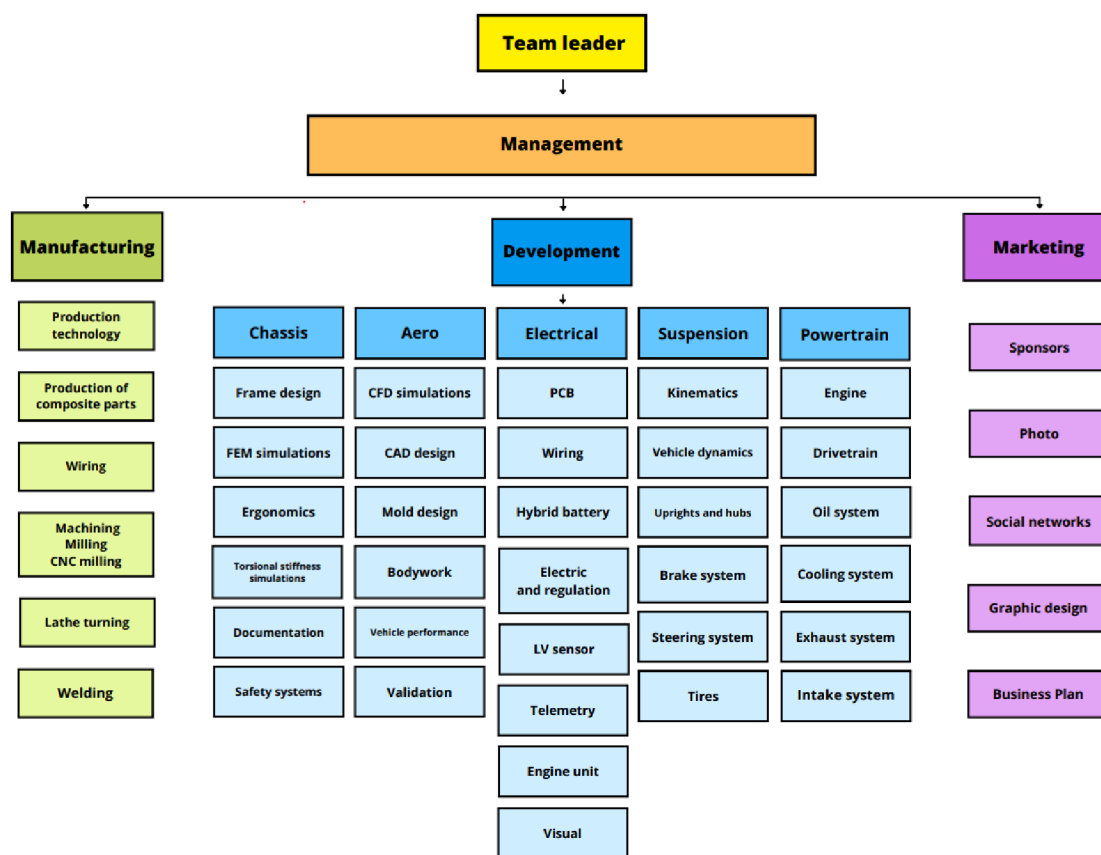 Team leader
Management
Manufacturing
Development
Marketing
Production
technology
Production of
composite parts
Wiring
Machining
Milling
CNC milling
Lathe turning
Welding
Chassis
Frame design
FEM simulations
Ergonomics
Torsional stiffness
simulations
Documentation
Safety systems
Aero
CFD simulations
CAD design
Mold design
Bodywork
Vehicle performance
Validation
Electrical
PCB
Wiring
Hybrid battery
Electric
and regulation
LV sensor
Telemetry
Engine unit
Visual
Suspension
Kinematics
Vehicle dynamics
Uprights and hubs
Brake system
Steering system
Tires
Powertrain
Engine
Drivetrain
Oil system
Cooling system
Exhaust system
Intake system
Sponsors
Photo
Social networks
Graphic design
Business Plan